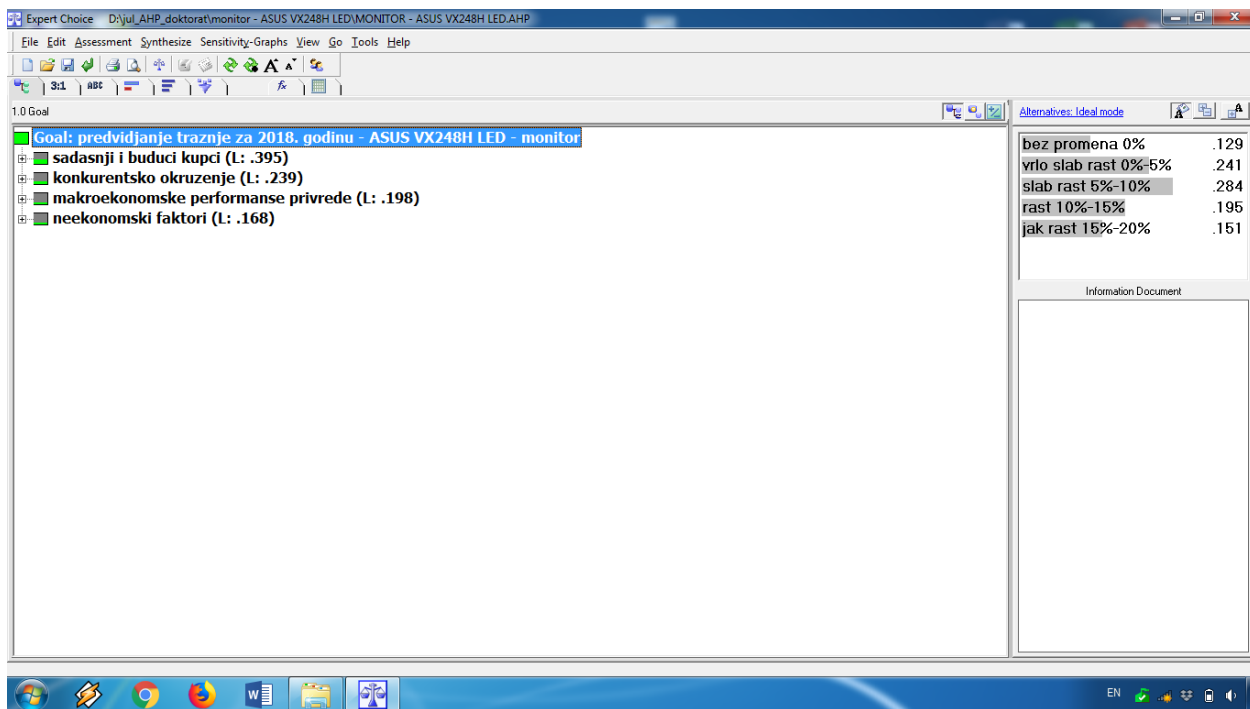 Expert Choice D:\jul_AHP_doktorat\monitor - ASUS VX248H LED\MONITOR - ASUS VX248H LED.AHP
File Edit Assessment Synthesize Sensitivity-Graphs View Go Tools Help
3:1 ABC fx
1.0 Goal
Alternatives: Ideal mode
Goal: predvidjanje traznje za 2018. godinu - ASUS VX248H LED - monitor
sadasnji i buduci kupci (L: .395)
konkurentsko okruzenje (L: .239)
makroekonomske performanse privrede (L: .198)
neekonomski faktori (L: .168)
bez promena 0% .129
vrlo slab rast 0%-5% .241
slab rast 5%-10% .284
rast 10%-15% .195
jak rast 15%-20% .151
Information Document
EN